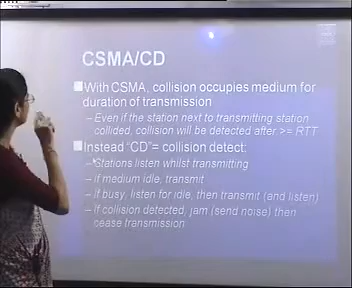 CSMA/CD
With CSMA, collision occupies medium for
duration of transmission
– Even if the station next to transmitting station
collided, collision will be detected after >= RTT
Instead "CD"= collision detect:
– Stations listen whilst transmitting
– if medium idle, transmit
– if busy, listen for idle, then transmit (and listen)
– If collision detected, jam (send noise) then
cease transmission